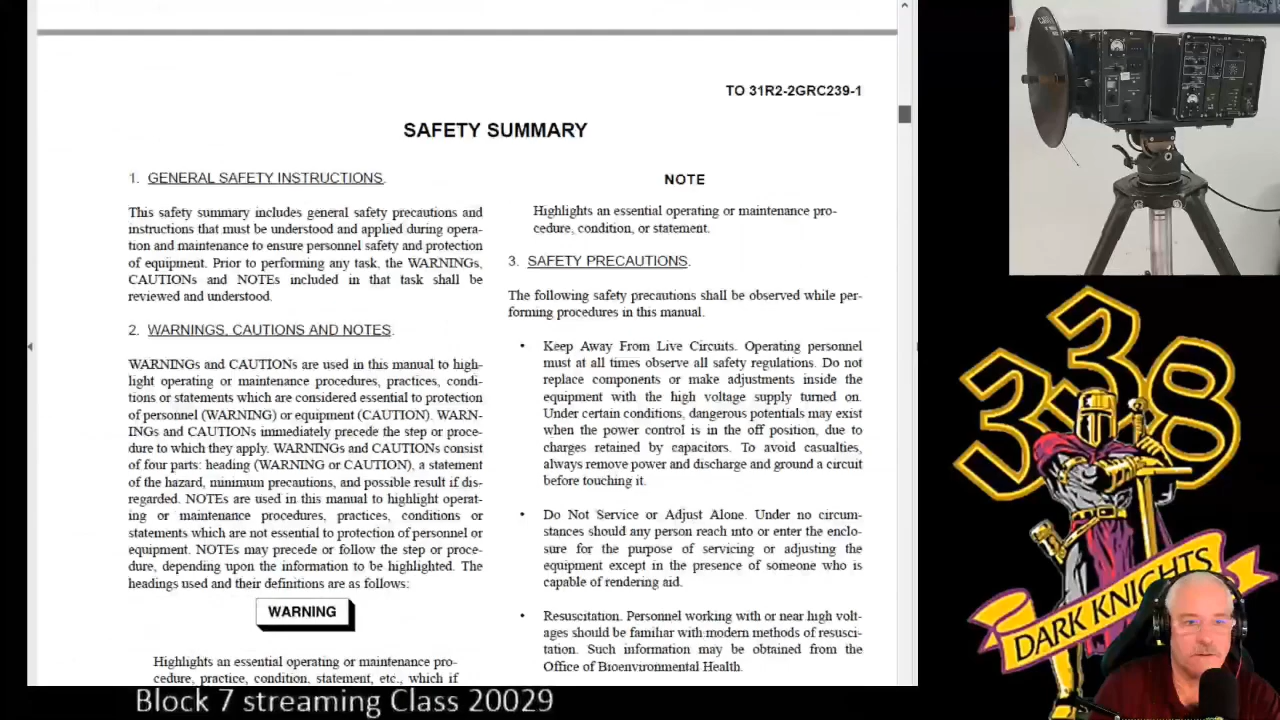 TO 31R2-2GRC239-1
SAFETY SUMMARY
1. GENERAL SAFETY INSTRUCTIONS.
This safety summary includes general safety precautions and
instructions that must be understood and applied during opera-
tion and maintenance to ensure personnel safety and protection
of equipment. Prior to performing any task, the WARNINGs,
CAUTIONs and NOTEs included in that task shall be
reviewed and understood.
2. WARNINGS, CAUTIONS AND NOTES.
WARNINGs and CAUTIONs are used in this manual to high-
light operating or maintenance procedures, practices, condi-
tions or statements which are considered essential to protection
of personnel (WARNING) or equipment (CAUTION). WARN-
INGs and CAUTIONs immediately precede the step or proce-
dure to which they apply. WARNINGs and CAUTIONs consist
of four parts: heading (WARNING or CAUTION), a statement
of the hazard, minimum precautions, and possible result if dis-
regarded. NOTEs are used in this manual to highlight operat-
ing or maintenance procedures, practices, conditions or
statements which are not essential to protection of personnel or
equipment. NOTEs may precede or follow the step or proce-
dure, depending upon the information to be highlighted. The
headings used and their definitions are as follows:
WARNING
Highlights an essential operating or maintenance pro-
cedure, practice, condition, statement, etc., which if
NOTE
Highlights an essential operating or maintenance pro-
cedure, condition, or statement.
3. SAFETY PRECAUTIONS.
The following safety precautions shall be observed while per-
forming procedures in this manual.
• Keep Away From Live Circuits. Operating personnel
must at all times observe all safety regulations. Do not
replace components or make adjustments inside the
equipment with the high voltage supply turned on.
Under certain conditions, dangerous potentials may exist
when the power control is in the off position, due to
charges retained by capacitors. To avoid casualties,
always remove power and discharge and ground a circuit
before touching it.
• Do Not Service or Adjust Alone. Under no circum-
stances should any person reach into or enter the enclo-
sure for the purpose of servicing or adjusting the
equipment except in the presence of someone who is
capable of rendering aid.
• Resuscitation. Personnel working with or near high volt-
ages should be familiar with modern methods of resusci-
tation. Such information may be obtained from the
Office of Bioenvironmental Health.
338
DARK KNIGHTS
Block 7 streaming Class 20029